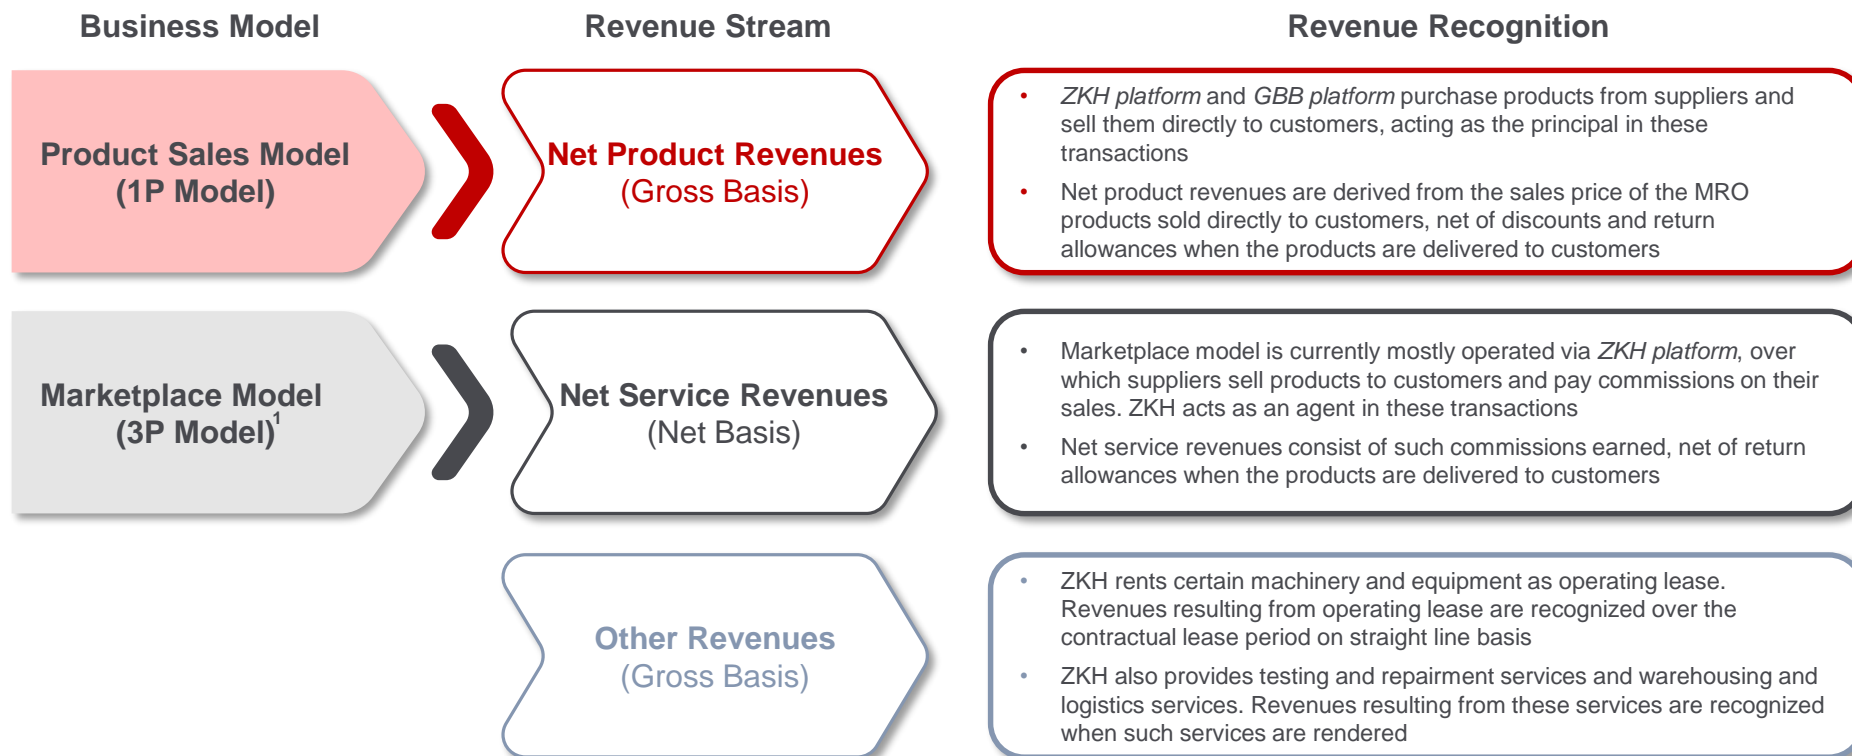 Business Model
Revenue Stream
Revenue Recognition
Product Sales Model
(1P Model)
Net Product Revenues
(Gross Basis)
• ZKH platform and GBB platform purchase products from suppliers and
sell them directly to customers, acting as the principal in these
transactions
• Net product revenues are derived from the sales price of the MRO
products sold directly to customers, net of discounts and return
allowances when the products are delivered to customers
Marketplace Model
(3P Model)1
Net Service Revenues
(Net Basis)
• Marketplace model is currently mostly operated via ZKH platform, over
which suppliers sell products to customers and pay commissions on their
sales. ZKH acts as an agent in these transactions
• Net service revenues consist of such commissions earned, net of return
allowances when the products are delivered to customers
Other Revenues
(Gross Basis)
• ZKH rents certain machinery and equipment as operating lease.
Revenues resulting from operating lease are recognized over the
contractual lease period on straight line basis
• ZKH also provides testing and repairment services and warehousing and
logistics services. Revenues resulting from these services are recognized
when such services are rendered